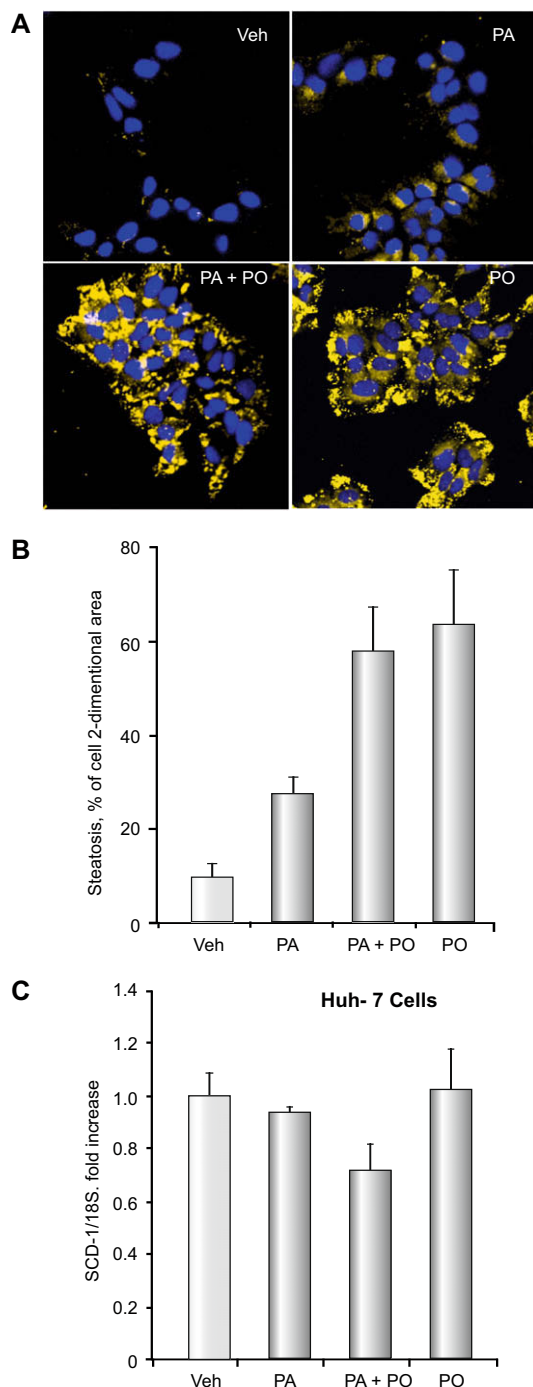 A
Veh
PA
PA + PO
PO
B
Steatosis, % of cell 2-dimentional area
80
60
40
20
0
Veh
PA
PA + PO
PO
C
Huh- 7 Cells
SCD-1/18S. fold increase
1.4
1.2
1.0
0.8
0.6
0.4
0.2
0
Veh
PA
PA + PO
PO